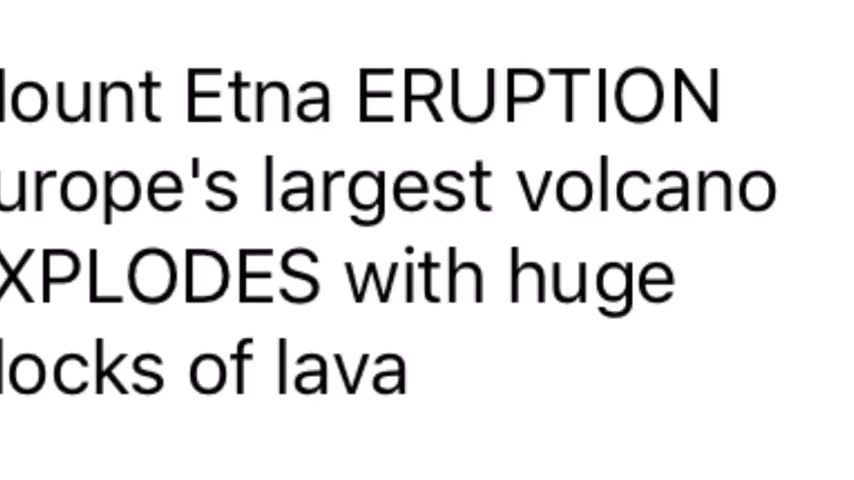 ount Etna ERUPTION
urope's largest volcano
XPLODES with huge
locks of lava